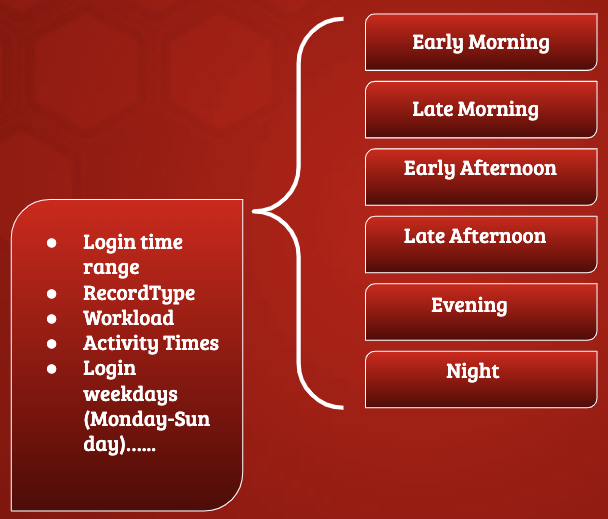 Early Morning
Late Morning
Early Afternoon
Late Afternoon
Evening
Night
● Login time
range
● RecordType
● Workload
● Activity Times
● Login
weekdays
(Monday-Sun
day)......